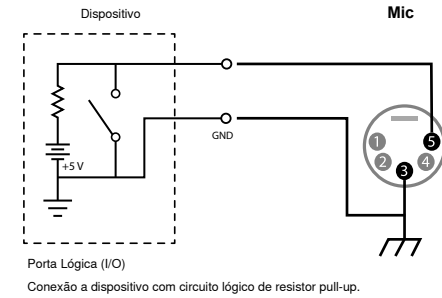 Dispositivo
Mic
+5 V
GND
1
5
2
4
3
Porta Lógica (I/O)
Conexão a dispositivo com circuito lógico de resistor pull-up.